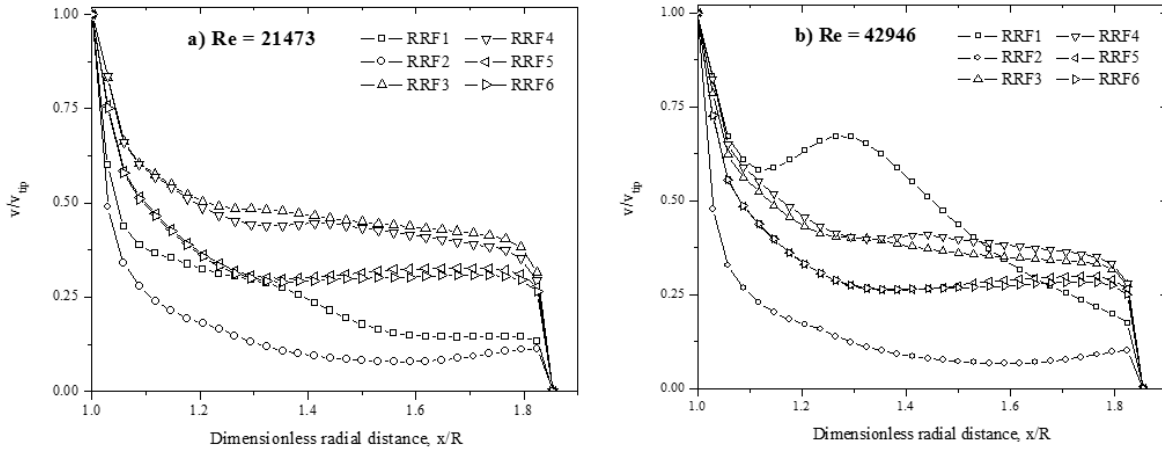 a) Re = 21473
RRF1 RRF4
RRF2 RRF5
RRF3 RRF6
1.00
0.75
0.50
0.25
0.00
v/v_tip
1.0 1.2 1.4 1.6 1.8
Dimensionless radial distance, x/R
b) Re = 42946
RRF1 RRF4
RRF2 RRF5
RRF3 RRF6
1.00
0.75
0.50
0.25
0.00
v/v_tip
1.0 1.2 1.4 1.6 1.8
Dimensionless radial distance, x/R